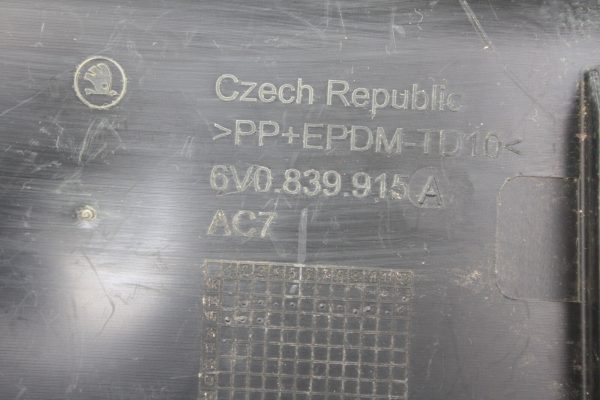 Czech Republic
>PP+EPDM-TD10<
6V0.839.915 A
AC7